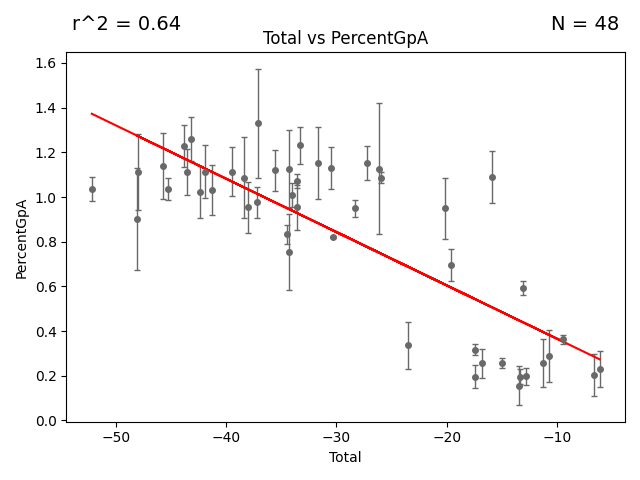 r^2 = 0.64
N = 48
Total vs PercentGpA
1.6
1.4
1.2
1.0
0.8
0.6
0.4
0.2
0.0
PercentGpA
−50
−40
−30
−20
−10
Total